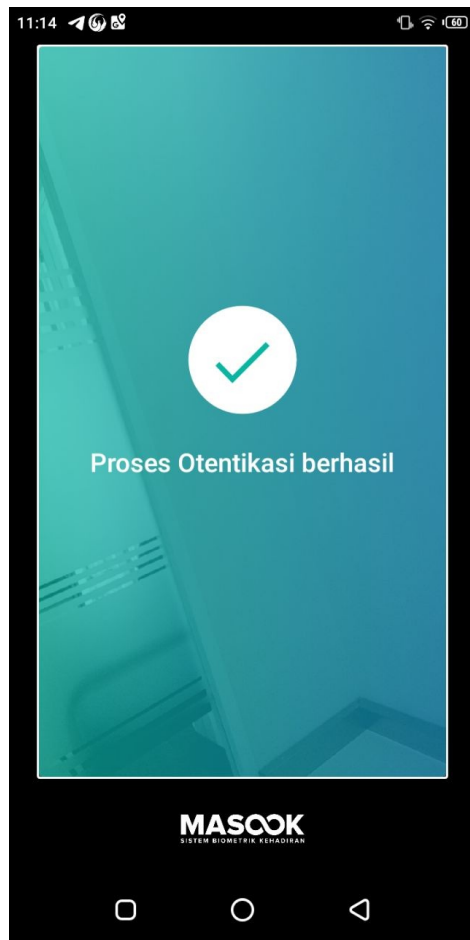 11:14
60
Proses Otentikasi berhasil
MASOOK
SISTEM BIOMETRIK KEHADIRAN